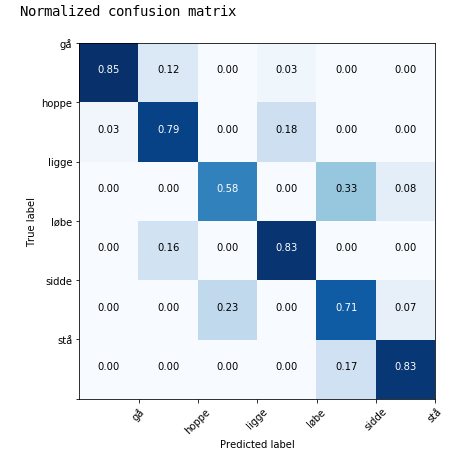 Normalized confusion matrix
gå 0.85 0.12 0.00 0.03 0.00 0.00
hoppe 0.03 0.79 0.00 0.18 0.00 0.00
ligge 0.00 0.00 0.58 0.00 0.33 0.08
løbe 0.00 0.16 0.00 0.83 0.00 0.00
sidde 0.00 0.00 0.23 0.00 0.71 0.07
stå 0.00 0.00 0.00 0.00 0.17 0.83
True label
gå hoppe ligge løbe sidde stå
Predicted label